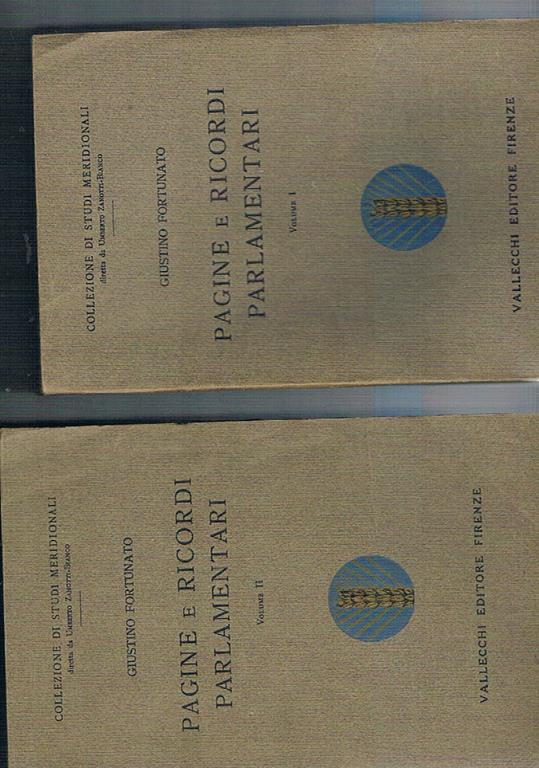 COLLEZIONE DI STUDI MERIDIONALI
diretta da UMBERTO ZANOTTI-BIANCO
GIUSTINO FORTUNATO
PAGINE E RICORDI
PARLAMENTARI
VOLUME I
VALLECCHI EDITORE FIRENZE
COLLEZIONE DI STUDI MERIDIONALI
diretta da UMBERTO ZANOTTI-BIANCO
GIUSTINO FORTUNATO
PAGINE E RICORDI
PARLAMENTARI
VOLUME II
VALLECCHI EDITORE FIRENZE